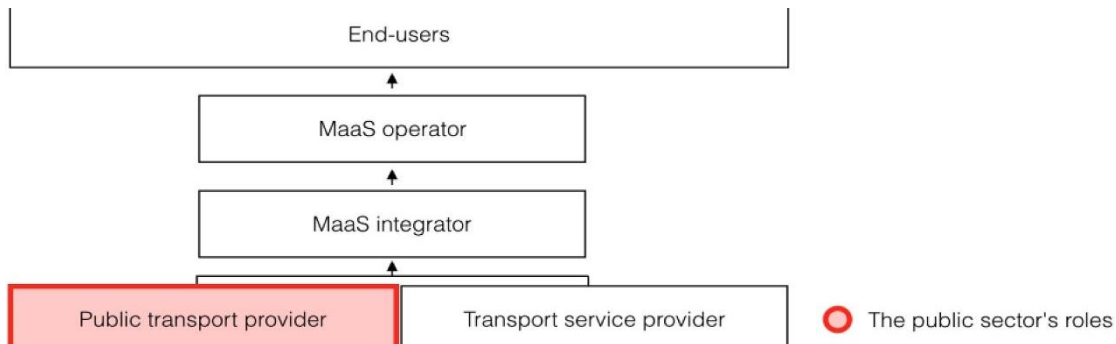 End-users
MaaS operator
MaaS integrator
Public transport provider
Transport service provider
The public sector's roles